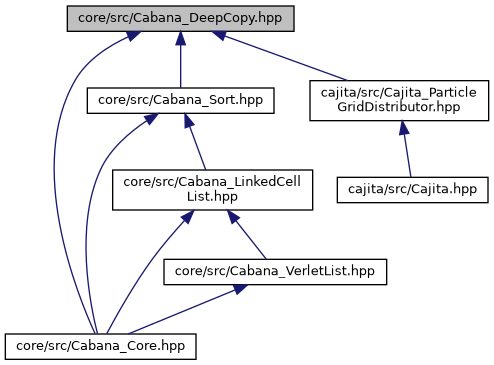 core/src/Cabana_DeepCopy.hpp
core/src/Cabana_Sort.hpp
cajita/src/Cajita_Particle
GridDistributor.hpp
core/src/Cabana_LinkedCell
List.hpp
cajita/src/Cajita.hpp
core/src/Cabana_VerletList.hpp
core/src/Cabana_Core.hpp